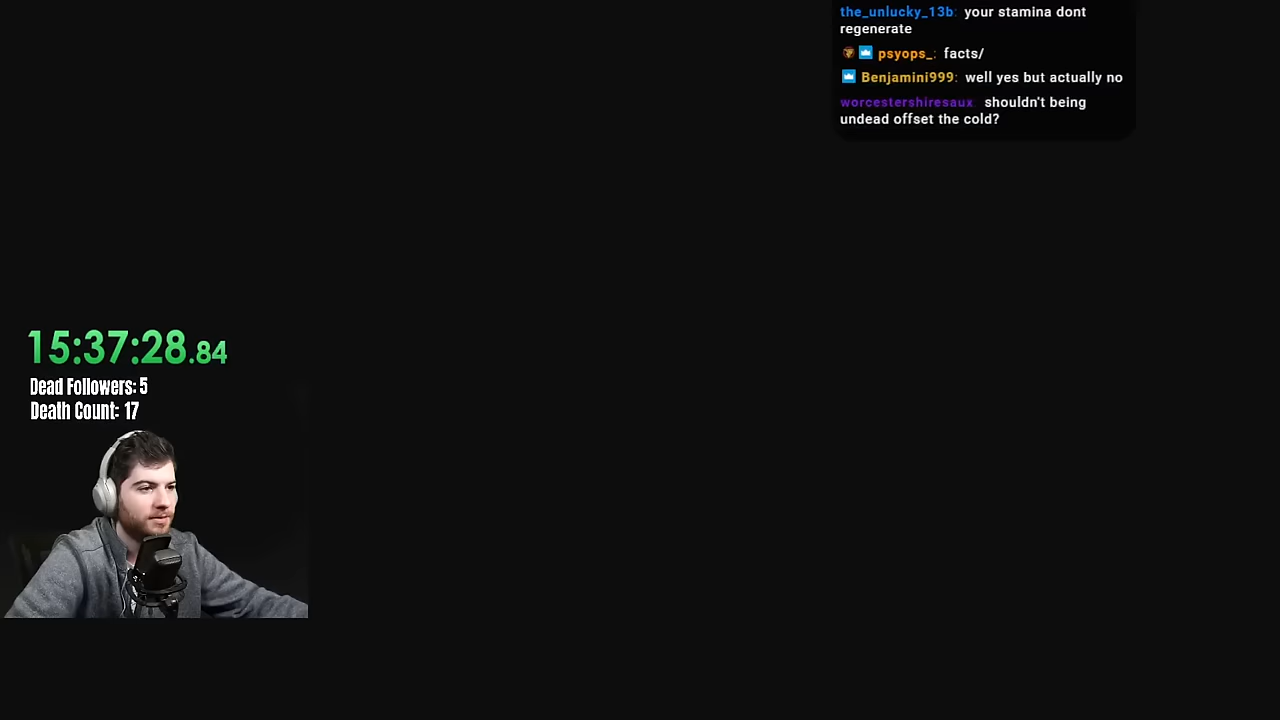 the_unlucky_13b: your stamina dont
regenerate
psyops_: facts/
Benjamini999: well yes but actually no
worcestershiresaux: shouldn't being
undead offset the cold?
15:37:28.84
Dead Followers: 5
Death Count: 17